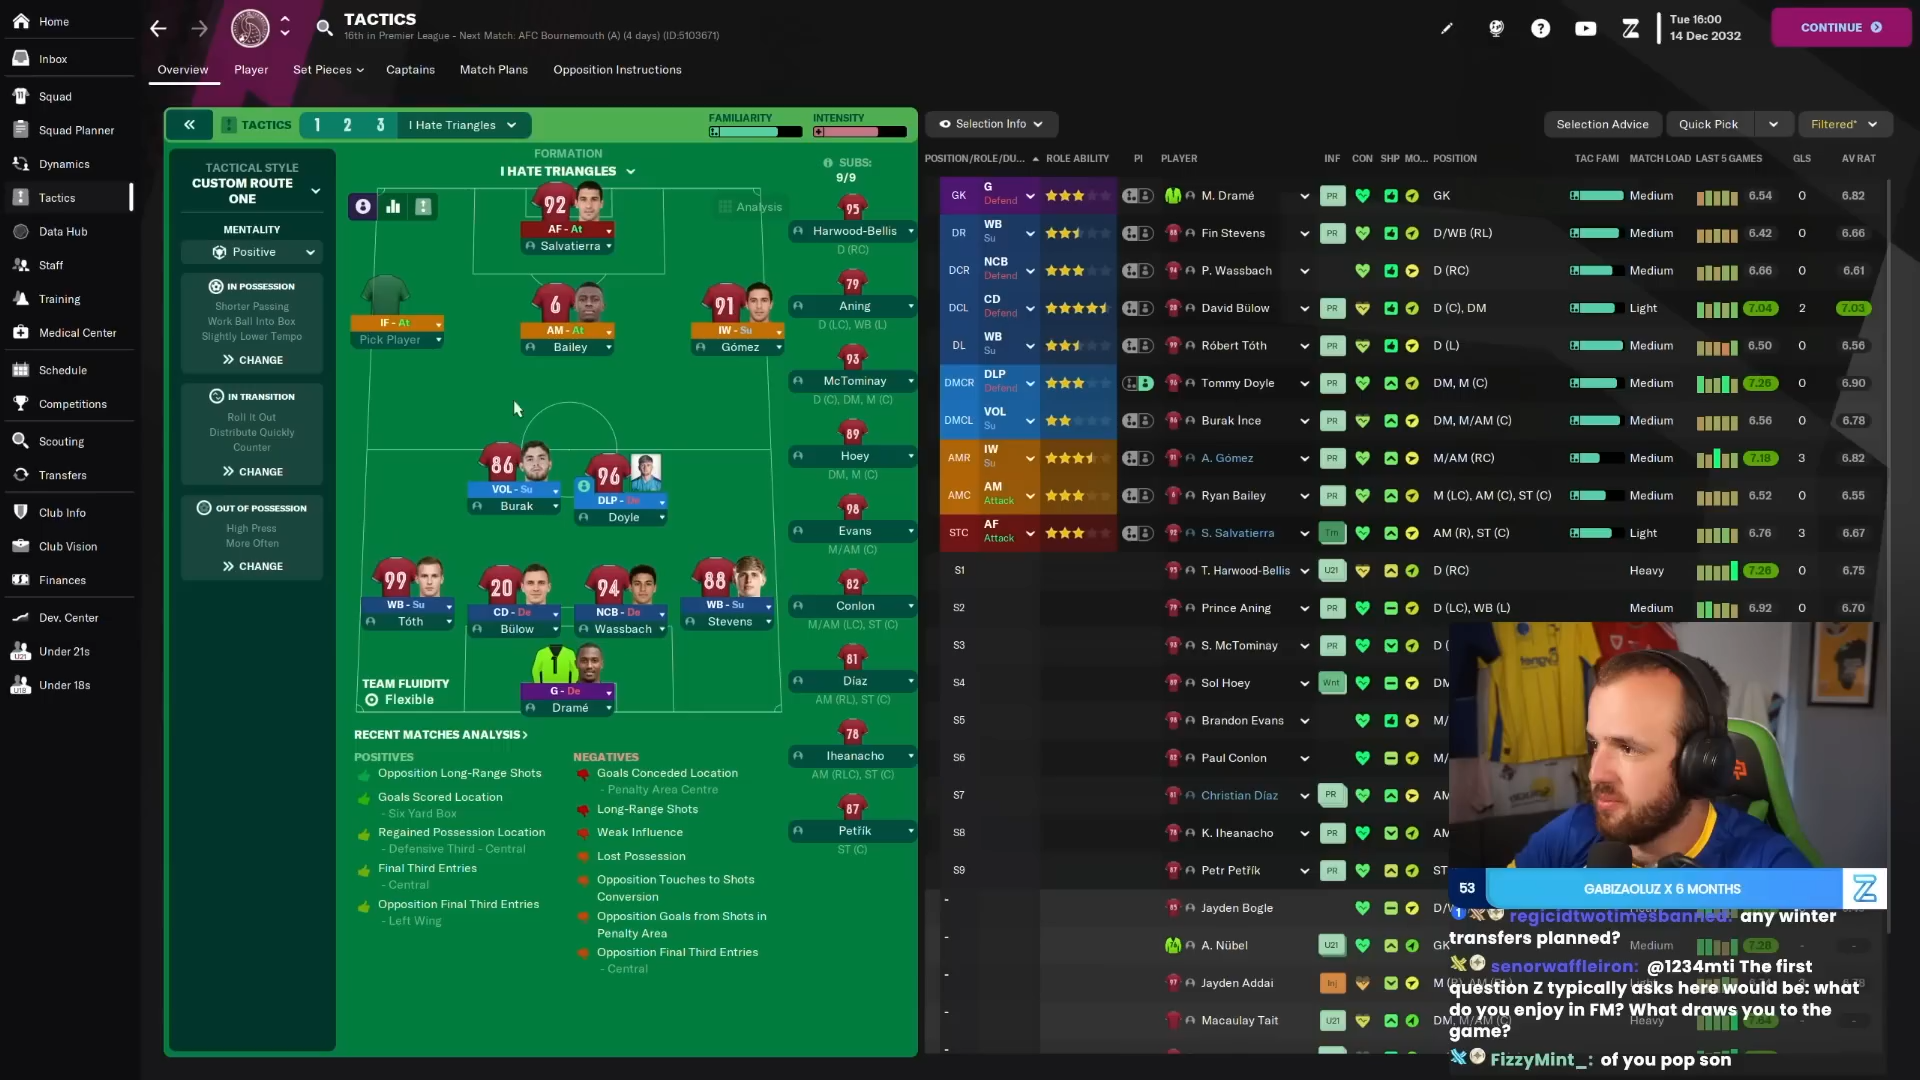 Home
Inbox
Squad
Squad Planner
Dynamics
Tactics
Data Hub
Staff
Training
Medical Center
Schedule
Competitions
Scouting
Transfers
Club Info
Club Vision
Finances
Dev. Center
Under 21s
Under 18s
TACTICS
16th in Premier League - Next Match: AFC Bournemouth (A) (4 days) (ID:5103671)
Tue 16:00
14 Dec 2032
CONTINUE
Overview
Player
Set Pieces
Captains
Match Plans
Opposition Instructions
TACTICS
1 2 3
I Hate Triangles
FAMILIARITY
INTENSITY
TACTICAL STYLE
CUSTOM ROUTE
ONE
MENTALITY
Positive
IN POSSESSION
Shorter Passing
Work Ball Into Box
Slightly Lower Tempo
CHANGE
IN TRANSITION
Roll It Out
Distribute Quickly
Counter
CHANGE
OUT OF POSSESSION
High Press
More Often
CHANGE
FORMATION
I HATE TRIANGLES
Analysis
92
AF - At
Salvatierra
IF - At
Pick Player
6
AM - At
Bailey
91
IW - Su
Gómez
86
VOL - Su
Burak
96
DLP - De
Doyle
99
WB - Su
Tóth
20
CD - De
Bülow
94
NCB - De
Wassbach
88
WB - Su
Stevens
1
G - De
Dramé
TEAM FLUIDITY
Flexible
SUBS:
9/9
95
Harwood-Bellis
D (RC)
79
Aning
D (LC), WB (L)
93
McTominay
D (C), DM, M (C)
89
Hoey
DM, M (C)
98
Evans
M/AM (C)
82
Conlon
M/AM (LC), ST (C)
81
Díaz
AM (RL), ST (C)
78
Iheanacho
AM (RLC), ST (C)
87
Petřík
ST (C)
RECENT MATCHES ANALYSIS
POSITIVES
Opposition Long-Range Shots
Goals Scored Location
- Six Yard Box
Regained Possession Location
- Defensive Third - Central
Final Third Entries
- Central
Opposition Final Third Entries
- Left Wing
NEGATIVES
Goals Conceded Location
- Penalty Area Centre
Long-Range Shots
Weak Influence
Lost Possession
Opposition Touches to Shots
Conversion
Opposition Goals from Shots in
Penalty Area
Opposition Final Third Entries
- Central
Selection Info
Selection Advice
Quick Pick
Filtered*
POSITION/ROLE/DU... ROLE ABILITY PI PLAYER INF CON SHP MO... POSITION TAC FAMI MATCH LOAD LAST 5 GAMES GLS AV RAT
GK G Defend M. Dramé PR GK Medium 6.54 0 6.82
DR WB Su Fin Stevens PR D/WB (RL) Medium 6.42 0 6.66
DCR NCB Defend P. Wassbach D (RC) Medium 6.66 0 6.61
DCL CD Defend David Bülow PR D (C), DM Light 7.04 2 7.03
DL WB Su Róbert Tóth PR D (L) Medium 6.50 0 6.56
DMCR DLP Defend Tommy Doyle PR DM, M (C) Medium 7.26 0 6.90
DMCL VOL Su Burak İnce PR DM, M/AM (C) Medium 6.56 0 6.78
AMR IW Su A. Gómez PR M/AM (RC) Medium 7.18 3 6.82
AMC AM Attack Ryan Bailey PR M (LC), AM (C), ST (C) Medium 6.52 0 6.55
STC AF Attack S. Salvatierra Trn AM (R), ST (C) Light 6.76 3 6.67
S1 T. Harwood-Bellis U21 D (RC) Heavy 7.26 0 6.75
S2 Prince Aning PR D (LC), WB (L) Medium 6.92 0 6.70
S3 S. McTominay PR D (
S4 Sol Hoey Wnt DM
S5 Brandon Evans M/
S6 Paul Conlon M/
S7 Christian Díaz PR AM
S8 K. Iheanacho PR AM
S9 Petr Petřík PR ST
- Jayden Bogle D/W
- A. Nübel U21 GK Medium 7.28 - -
- Jayden Addai Inj
- Macaulay Tait U21 DM, M/AM (C) Heavy 7.64 - -
53
GABIZAOLUZ X 6 MONTHS
Z
1 regicidtwotimesbanned: any winter
transfers planned?
senorwaffleiron: @1234mti The first
question Z typically asks here would be: what
do you enjoy in FM? What draws you to the
game?
FizzyMint_: of you pop son